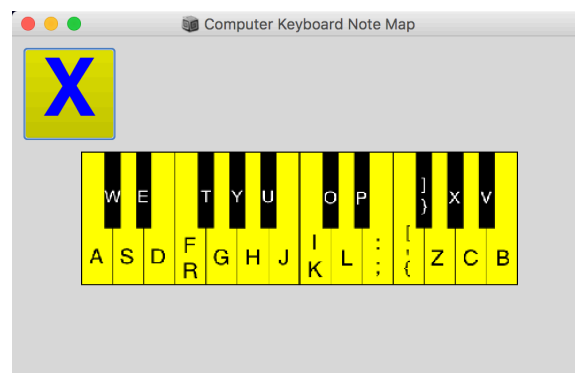 Computer Keyboard Note Map
X
W E T Y U O P ] } X V
A S D F R G H J I K L : ; [ ' { Z C B